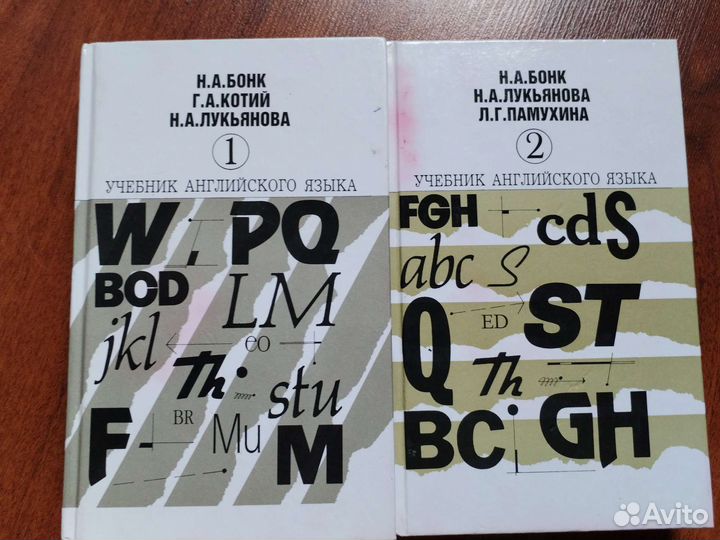 Н.А.БОНК
Г.А.КОТИЙ
Н.А.ЛУКЬЯНОВА
1
УЧЕБНИК АНГЛИЙСКОГО ЯЗЫКА
W PQ
BCD
LM
jkl
eo
Th
stu
F
BR
Mu
M
Н.А.БОНК
Н.А.ЛУКЬЯНОВА
Л.Г.ПАМУХИНА
2
УЧЕБНИК АНГЛИЙСКОГО ЯЗЫКА
FGH
cdS
abc S
Q
ED
ST
Th
BC
GH
Avito